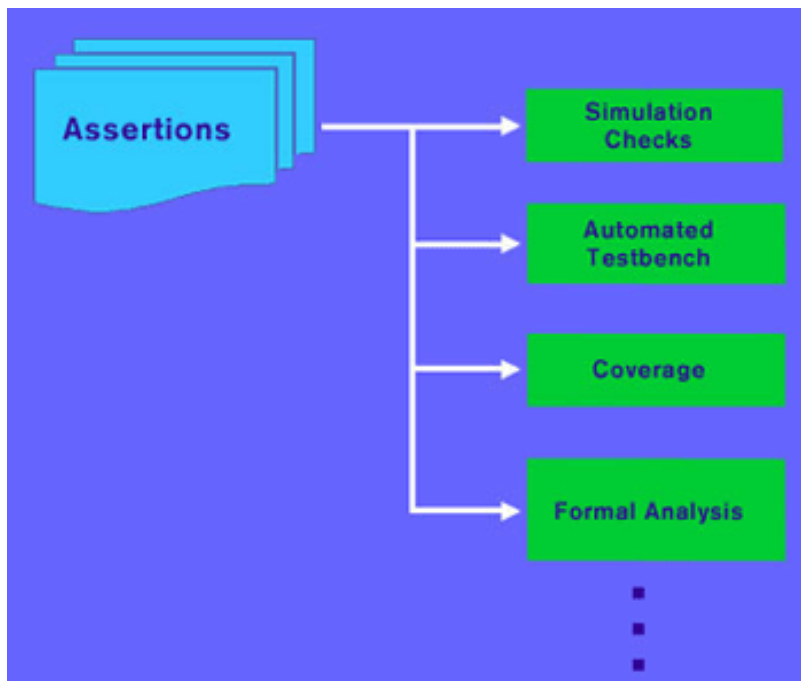 Assertions
Simulation
Checks
Automated
Testbench
Coverage
Formal Analysis